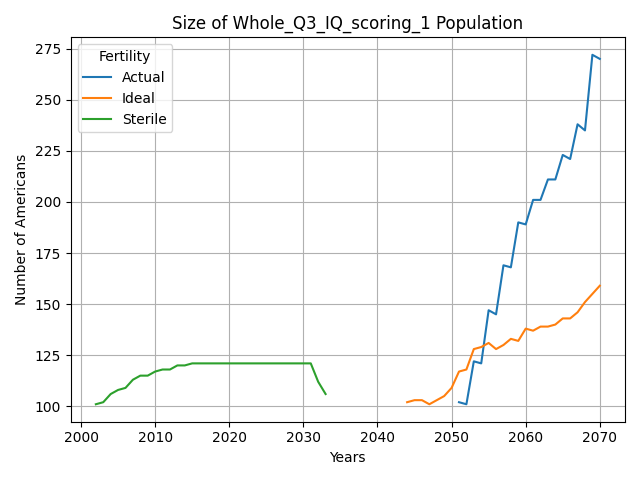 Size of Whole_Q3_IQ_scoring_1 Population
Fertility
Actual
Ideal
Sterile
Number of Americans
275
250
225
200
175
150
125
100
2000 2010 2020 2030 2040 2050 2060 2070
Years